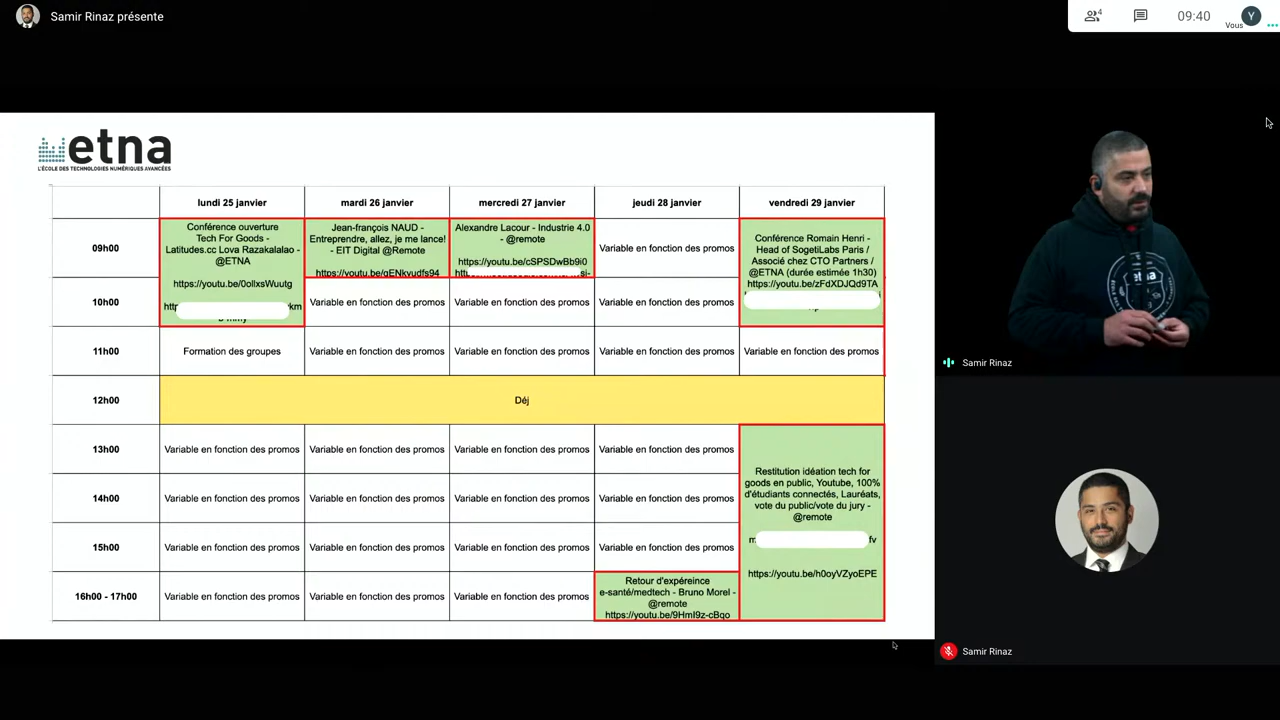 Samir Rinaz présente
4
09:40
Vous
Y
etna
L'ÉCOLE DES TECHNOLOGIES NUMÉRIQUES AVANCÉES
lundi 25 janvier
mardi 26 janvier
mercredi 27 janvier
jeudi 28 janvier
vendredi 29 janvier
09h00
Conférence ouverture
Tech For Goods -
Latitudes.cc Lova Razakalalao -
@ETNA
https://youtu.be/0ollxsWuutg
Jean-françois NAUD -
Entreprendre, allez, je me lance!
- EIT Digital @Remote
https://youtu.be/gENkyudfs94
Alexandre Lacour - Industrie 4.0
- @remote
https://youtu.be/cSPSDwBb9i0
Variable en fonction des promos
Conférence Romain Henri -
Head of SogetiLabs Paris /
Associé chez CTO Partners /
@ETNA (durée estimée 1h30)
https://youtu.be/zFdXDJQd9TA
10h00
Variable en fonction des promos
Variable en fonction des promos
Variable en fonction des promos
11h00
Formation des groupes
Variable en fonction des promos
Variable en fonction des promos
Variable en fonction des promos
Variable en fonction des promos
12h00
Déj
13h00
Variable en fonction des promos
Variable en fonction des promos
Variable en fonction des promos
Variable en fonction des promos
Restitution idéation tech for
goods en public, Youtube, 100%
d'étudiants connectés, Lauréats,
vote du public/vote du jury -
@remote
https://youtu.be/h0oyVZyoEPE
14h00
Variable en fonction des promos
Variable en fonction des promos
Variable en fonction des promos
Variable en fonction des promos
15h00
Variable en fonction des promos
Variable en fonction des promos
Variable en fonction des promos
Variable en fonction des promos
16h00 - 17h00
Variable en fonction des promos
Variable en fonction des promos
Variable en fonction des promos
Retour d'expéreince
e-santé/medtech - Bruno Morel -
@remote
https://youtu.be/9HmI9z-cBqo
etna
Samir Rinaz
Samir Rinaz